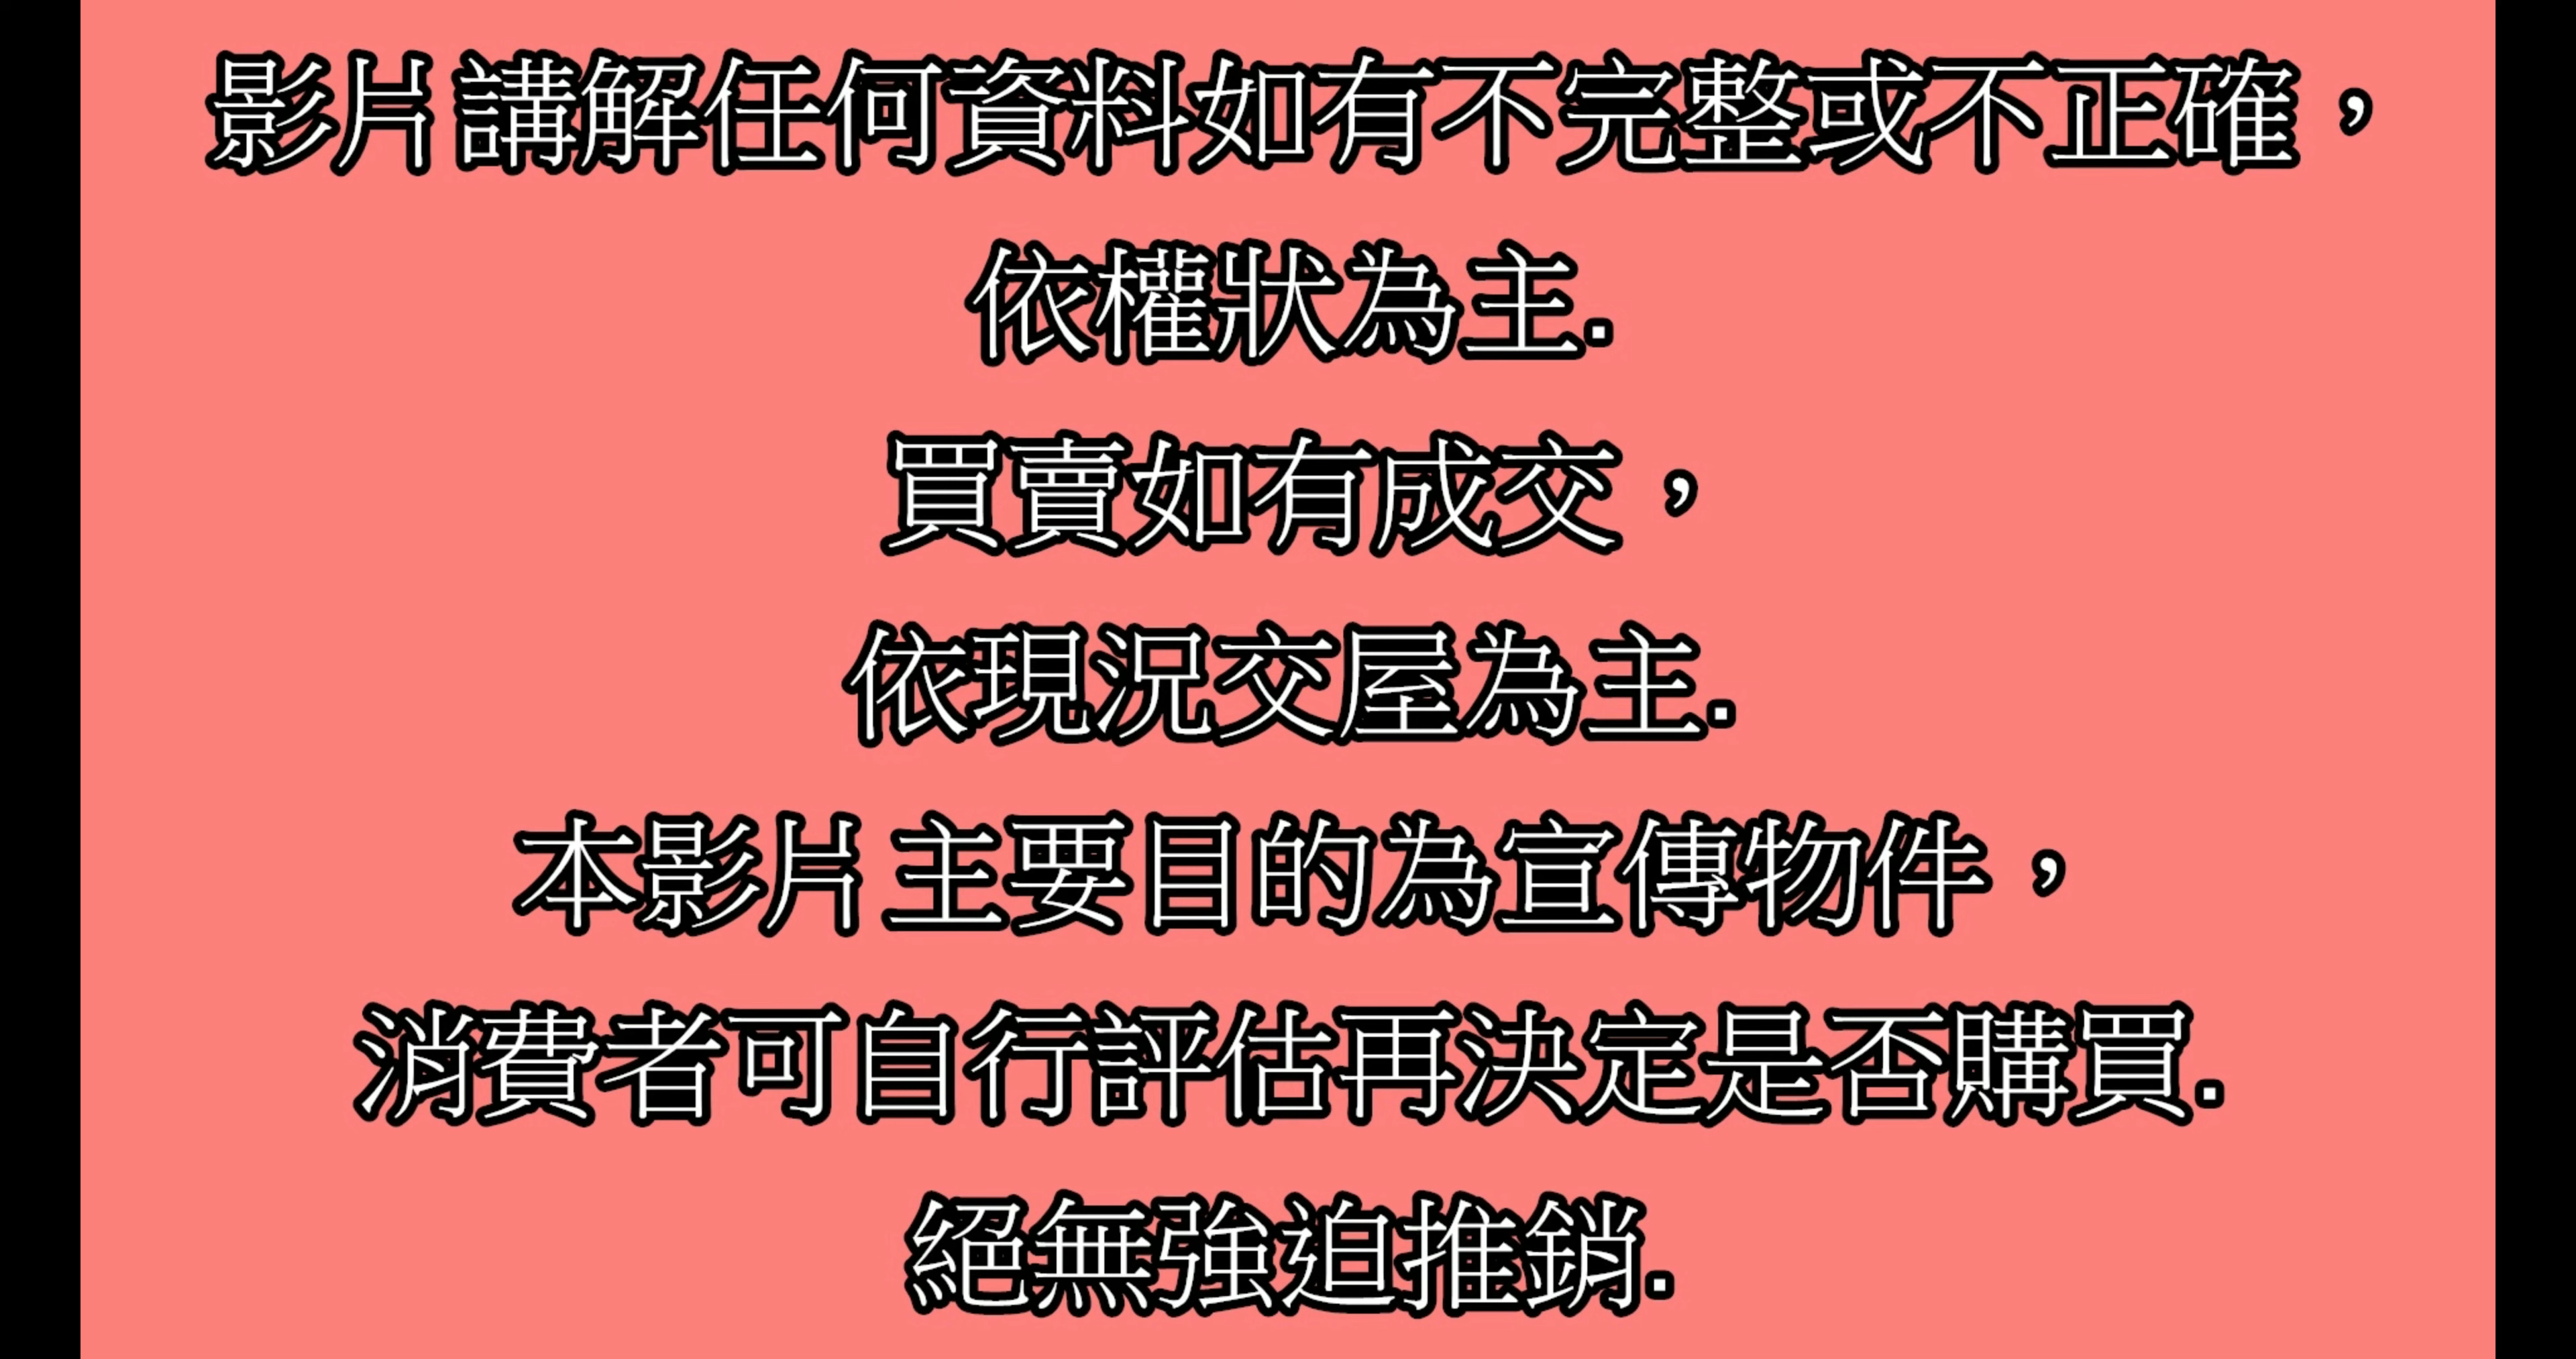 影片講解任何資料如有不完整或不正確，
依權狀為主.
買賣如有成交，
依現況交屋為主.
本影片主要目的為宣傳物件，
消費者可自行評估再決定是否購買.
絕無強迫推銷.